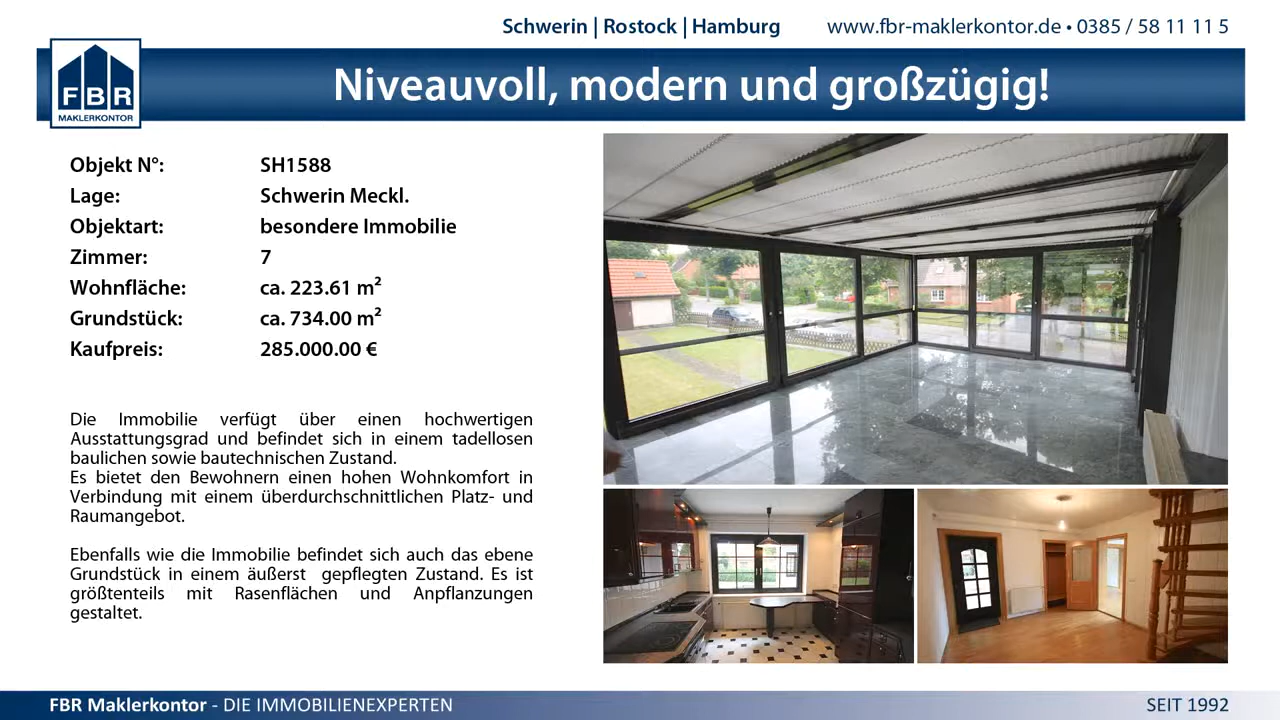 Schwerin | Rostock | Hamburg www.fbr-maklerkontor.de • 0385 / 58 11 11 5
FBR
MAKLERKONTOR
Niveauvoll, modern und großzügig!
Objekt N°: SH1588
Lage: Schwerin Meckl.
Objektart: besondere Immobilie
Zimmer: 7
Wohnfläche: ca. 223.61 m²
Grundstück: ca. 734.00 m²
Kaufpreis: 285.000.00 €
Die Immobilie verfügt über einen hochwertigen
Ausstattungsgrad und befindet sich in einem tadellosen
baulichen sowie bautechnischen Zustand.
Es bietet den Bewohnern einen hohen Wohnkomfort in
Verbindung mit einem überdurchschnittlichen Platz- und
Raumangebot.
Ebenfalls wie die Immobilie befindet sich auch das ebene
Grundstück in einem äußerst gepflegten Zustand. Es ist
größtenteils mit Rasenflächen und Anpflanzungen
gestaltet.
FBR Maklerkontor - DIE IMMOBILIENEXPERTEN SEIT 1992